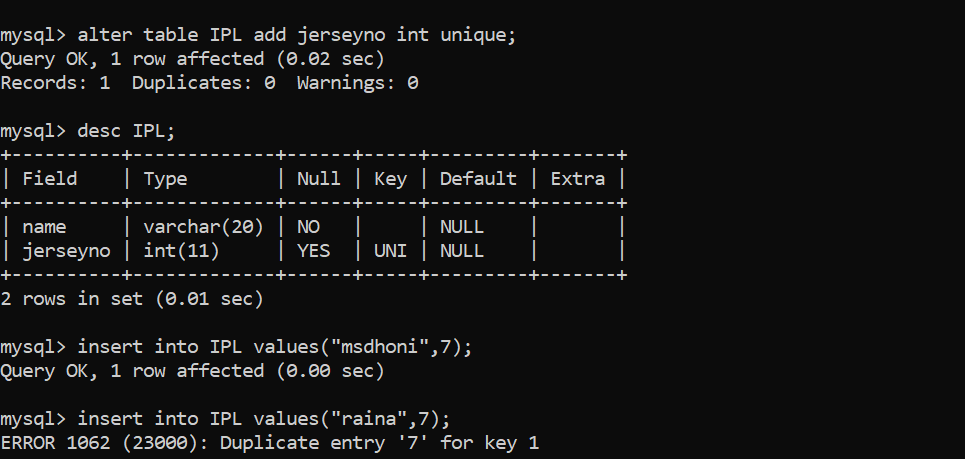 mysql> alter table IPL add jerseyno int unique;
Query OK, 1 row affected (0.02 sec)
Records: 1  Duplicates: 0  Warnings: 0
mysql> desc IPL;
+----------+-------------+------+-----+---------+-------+
| Field    | Type        | Null | Key | Default | Extra |
+----------+-------------+------+-----+---------+-------+
| name     | varchar(20) | NO   |     | NULL    |       |
| jerseyno | int(11)     | YES  | UNI | NULL    |       |
+----------+-------------+------+-----+---------+-------+
2 rows in set (0.01 sec)
mysql> insert into IPL values("msdhoni",7);
Query OK, 1 row affected (0.00 sec)
mysql> insert into IPL values("raina",7);
ERROR 1062 (23000): Duplicate entry '7' for key 1